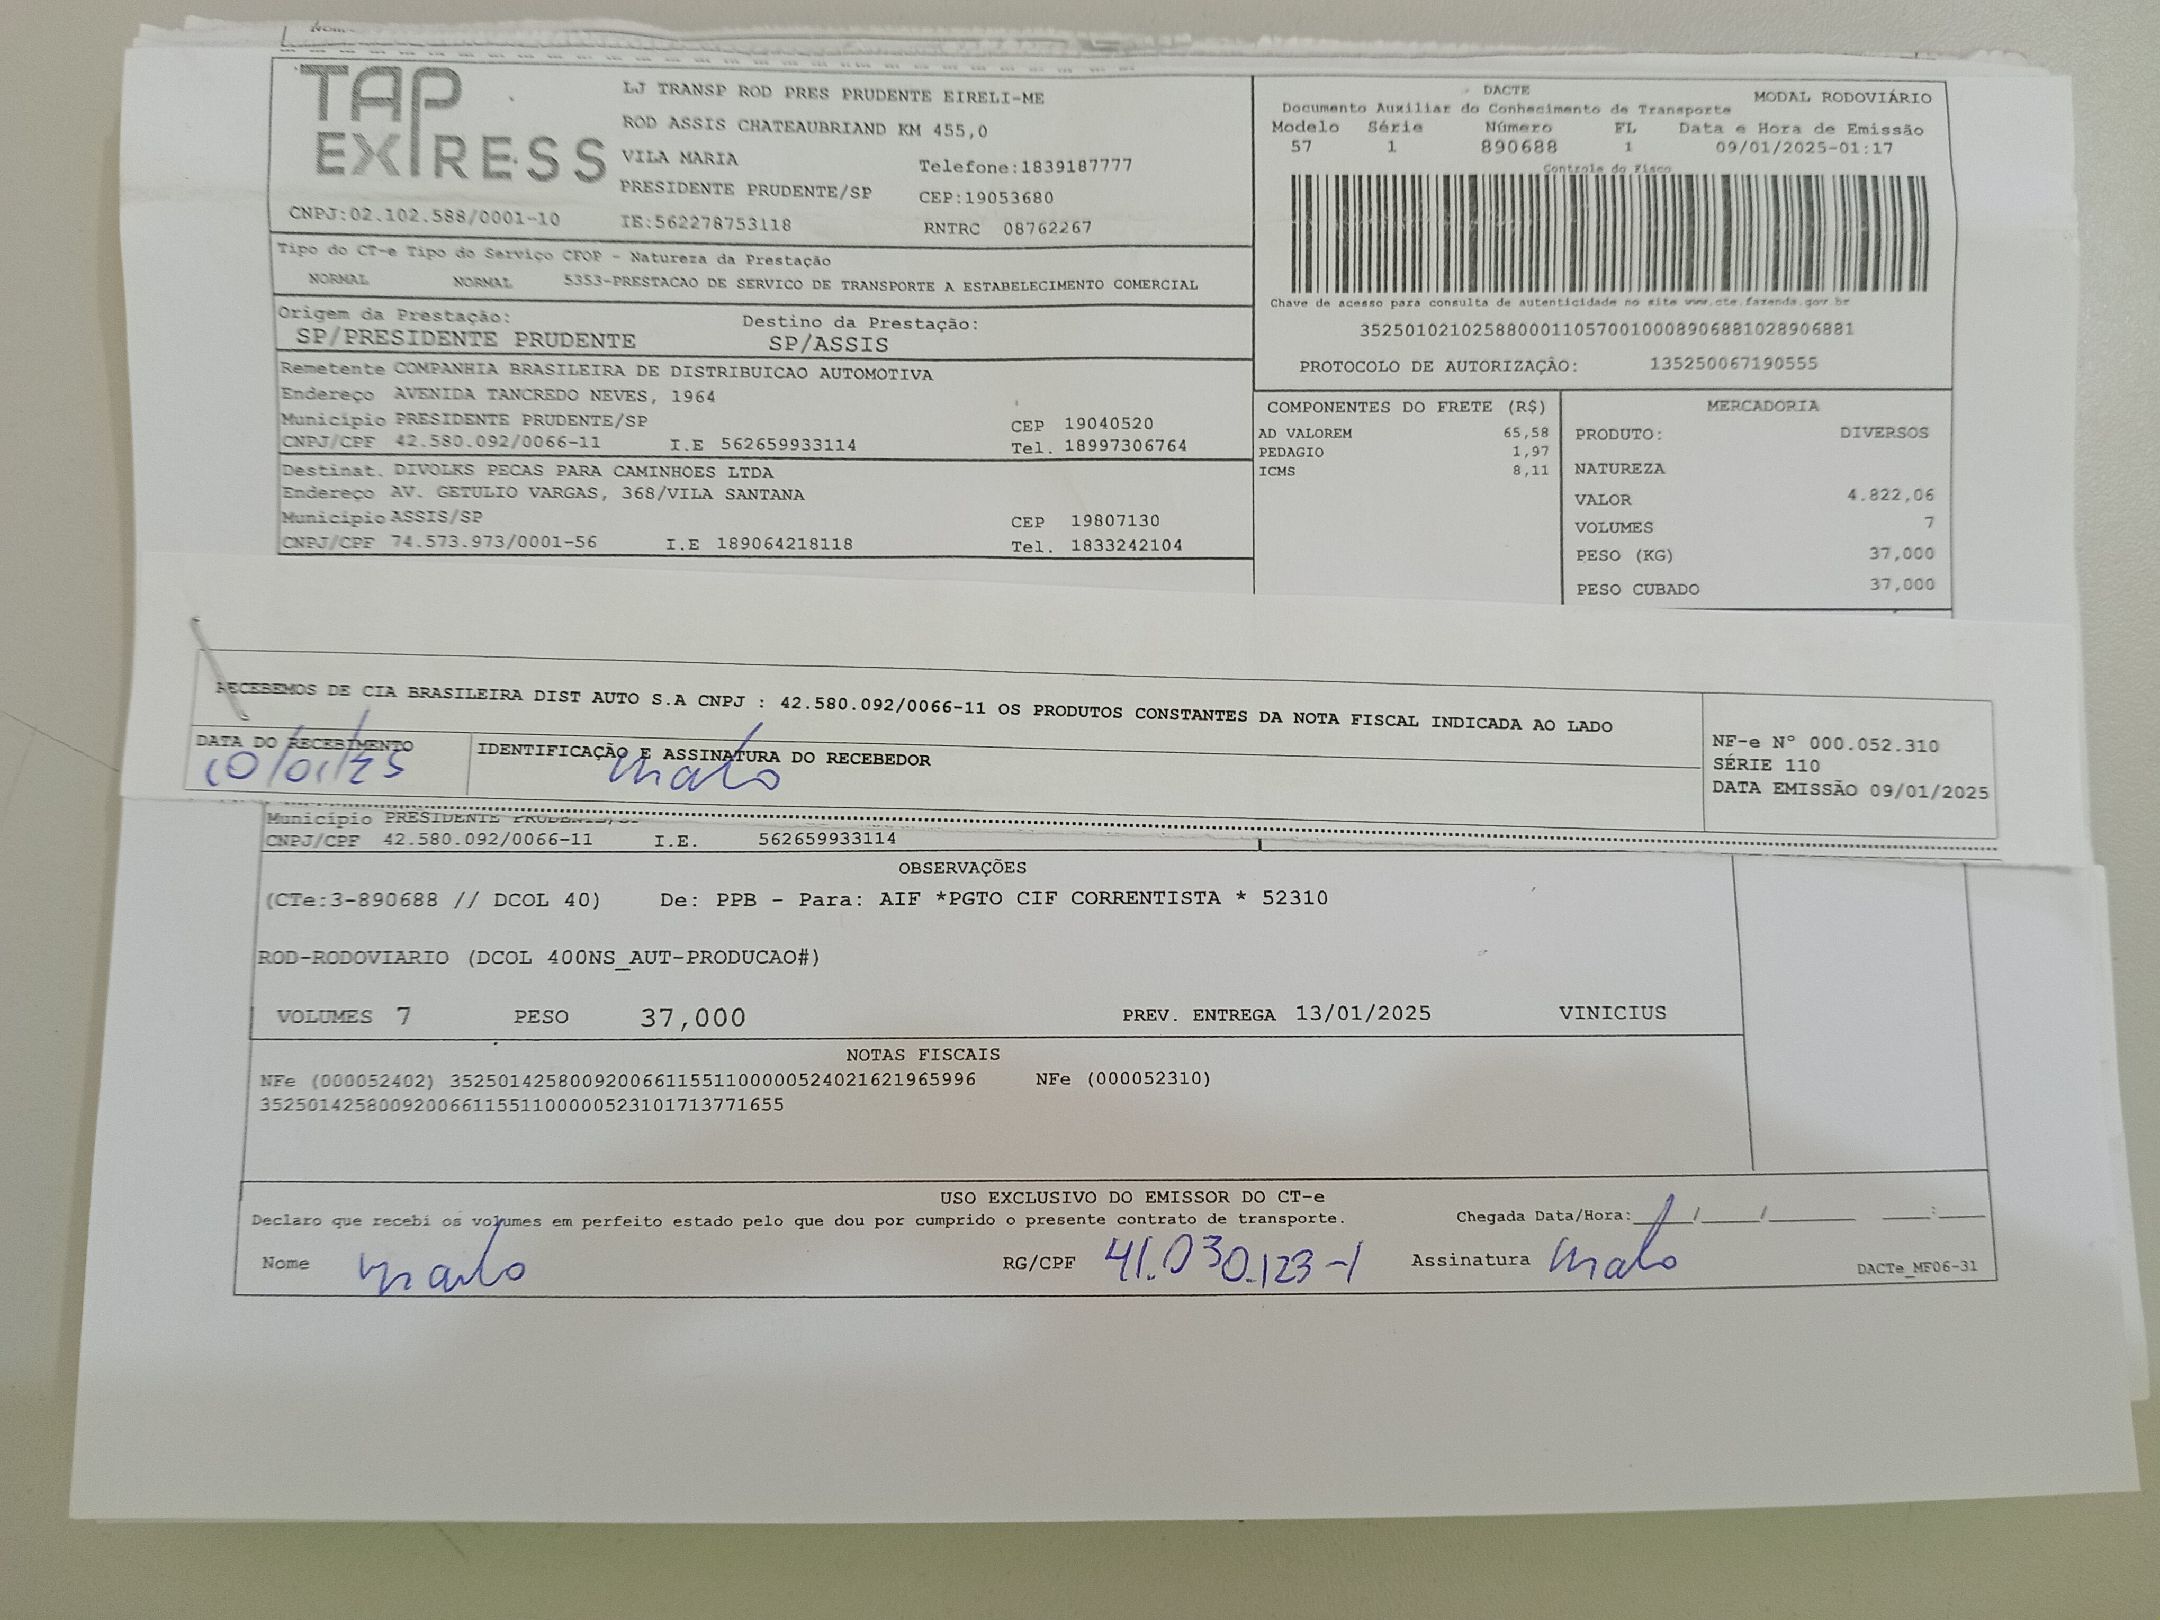 TAP
EXPRESS
LJ TRANSP ROD PRES PRUDENTE EIRELI-ME
ROD ASSIS CHATEAUBRIAND KM 455,0
VILA MARIA Telefone:1839187777
PRESIDENTE PRUDENTE/SP CEP:19053680
CNPJ:02.102.588/0001-10 IE:562278753118 RNTRC 08762267
DACTE MODAL RODOVIÁRIO
Documento Auxiliar do Conhecimento de Transporte
Modelo Série Número FL Data e Hora de Emissão
57 1 890688 1 09/01/2025-01:17
Controle do Fisco
Chave de acesso para consulta de autenticidade no site www.cte.fazenda.gov.br
35250102102588000110570010008906881028906881
PROTOCOLO DE AUTORIZAÇÃO: 135250067190555
Tipo do CT-e Tipo do Serviço CFOP - Natureza da Prestação
NORMAL NORMAL 5353-PRESTACAO DE SERVICO DE TRANSPORTE A ESTABELECIMENTO COMERCIAL
Origem da Prestação: Destino da Prestação:
SP/PRESIDENTE PRUDENTE SP/ASSIS
Remetente COMPANHIA BRASILEIRA DE DISTRIBUICAO AUTOMOTIVA
Endereço AVENIDA TANCREDO NEVES, 1964
Município PRESIDENTE PRUDENTE/SP CEP 19040520
CNPJ/CPF 42.580.092/0066-11 I.E 562659933114 Tel. 18997306764
Destinat. DIVOLKS PECAS PARA CAMINHOES LTDA
Endereço AV. GETULIO VARGAS, 368/VILA SANTANA
Município ASSIS/SP CEP 19807130
CNPJ/CPF 74.573.973/0001-56 I.E 189064218118 Tel. 1833242104
COMPONENTES DO FRETE (R$)
AD VALOREM 65,58
PEDAGIO 1,97
ICMS 8,11
MERCADORIA
PRODUTO: DIVERSOS
NATUREZA
VALOR 4.822,06
VOLUMES 7
PESO (KG) 37,000
PESO CUBADO 37,000
RECEBEMOS DE CIA BRASILEIRA DIST AUTO S.A CNPJ : 42.580.092/0066-11 OS PRODUTOS CONSTANTES DA NOTA FISCAL INDICADA AO LADO
DATA DO RECEBIMENTO IDENTIFICAÇÃO E ASSINATURA DO RECEBEDOR
10/01/25
NF-e Nº 000.052.310
SÉRIE 110
DATA EMISSÃO 09/01/2025
Município PRESIDENTE PRUDENTE/SP
CNPJ/CPF 42.580.092/0066-11 I.E. 562659933114
OBSERVAÇÕES
(CTe:3-890688 // DCOL 40) De: PPB - Para: AIF *PGTO CIF CORRENTISTA * 52310
ROD-RODOVIARIO (DCOL 400NS_AUT-PRODUCAO#)
VOLUMES 7 PESO 37,000 PREV. ENTREGA 13/01/2025 VINICIUS
NOTAS FISCAIS
NFe (000052402) 35250142580092006611551100000524021621965996 NFe (000052310)
35250142580092006611551100000523101713771655
USO EXCLUSIVO DO EMISSOR DO CT-e
Declaro que recebi os volumes em perfeito estado pelo que dou por cumprido o presente contrato de transporte. Chegada Data/Hora:____/____/____ ___:___
Nome RG/CPF 41.030.123-1 Assinatura
DACTe_MF06-31